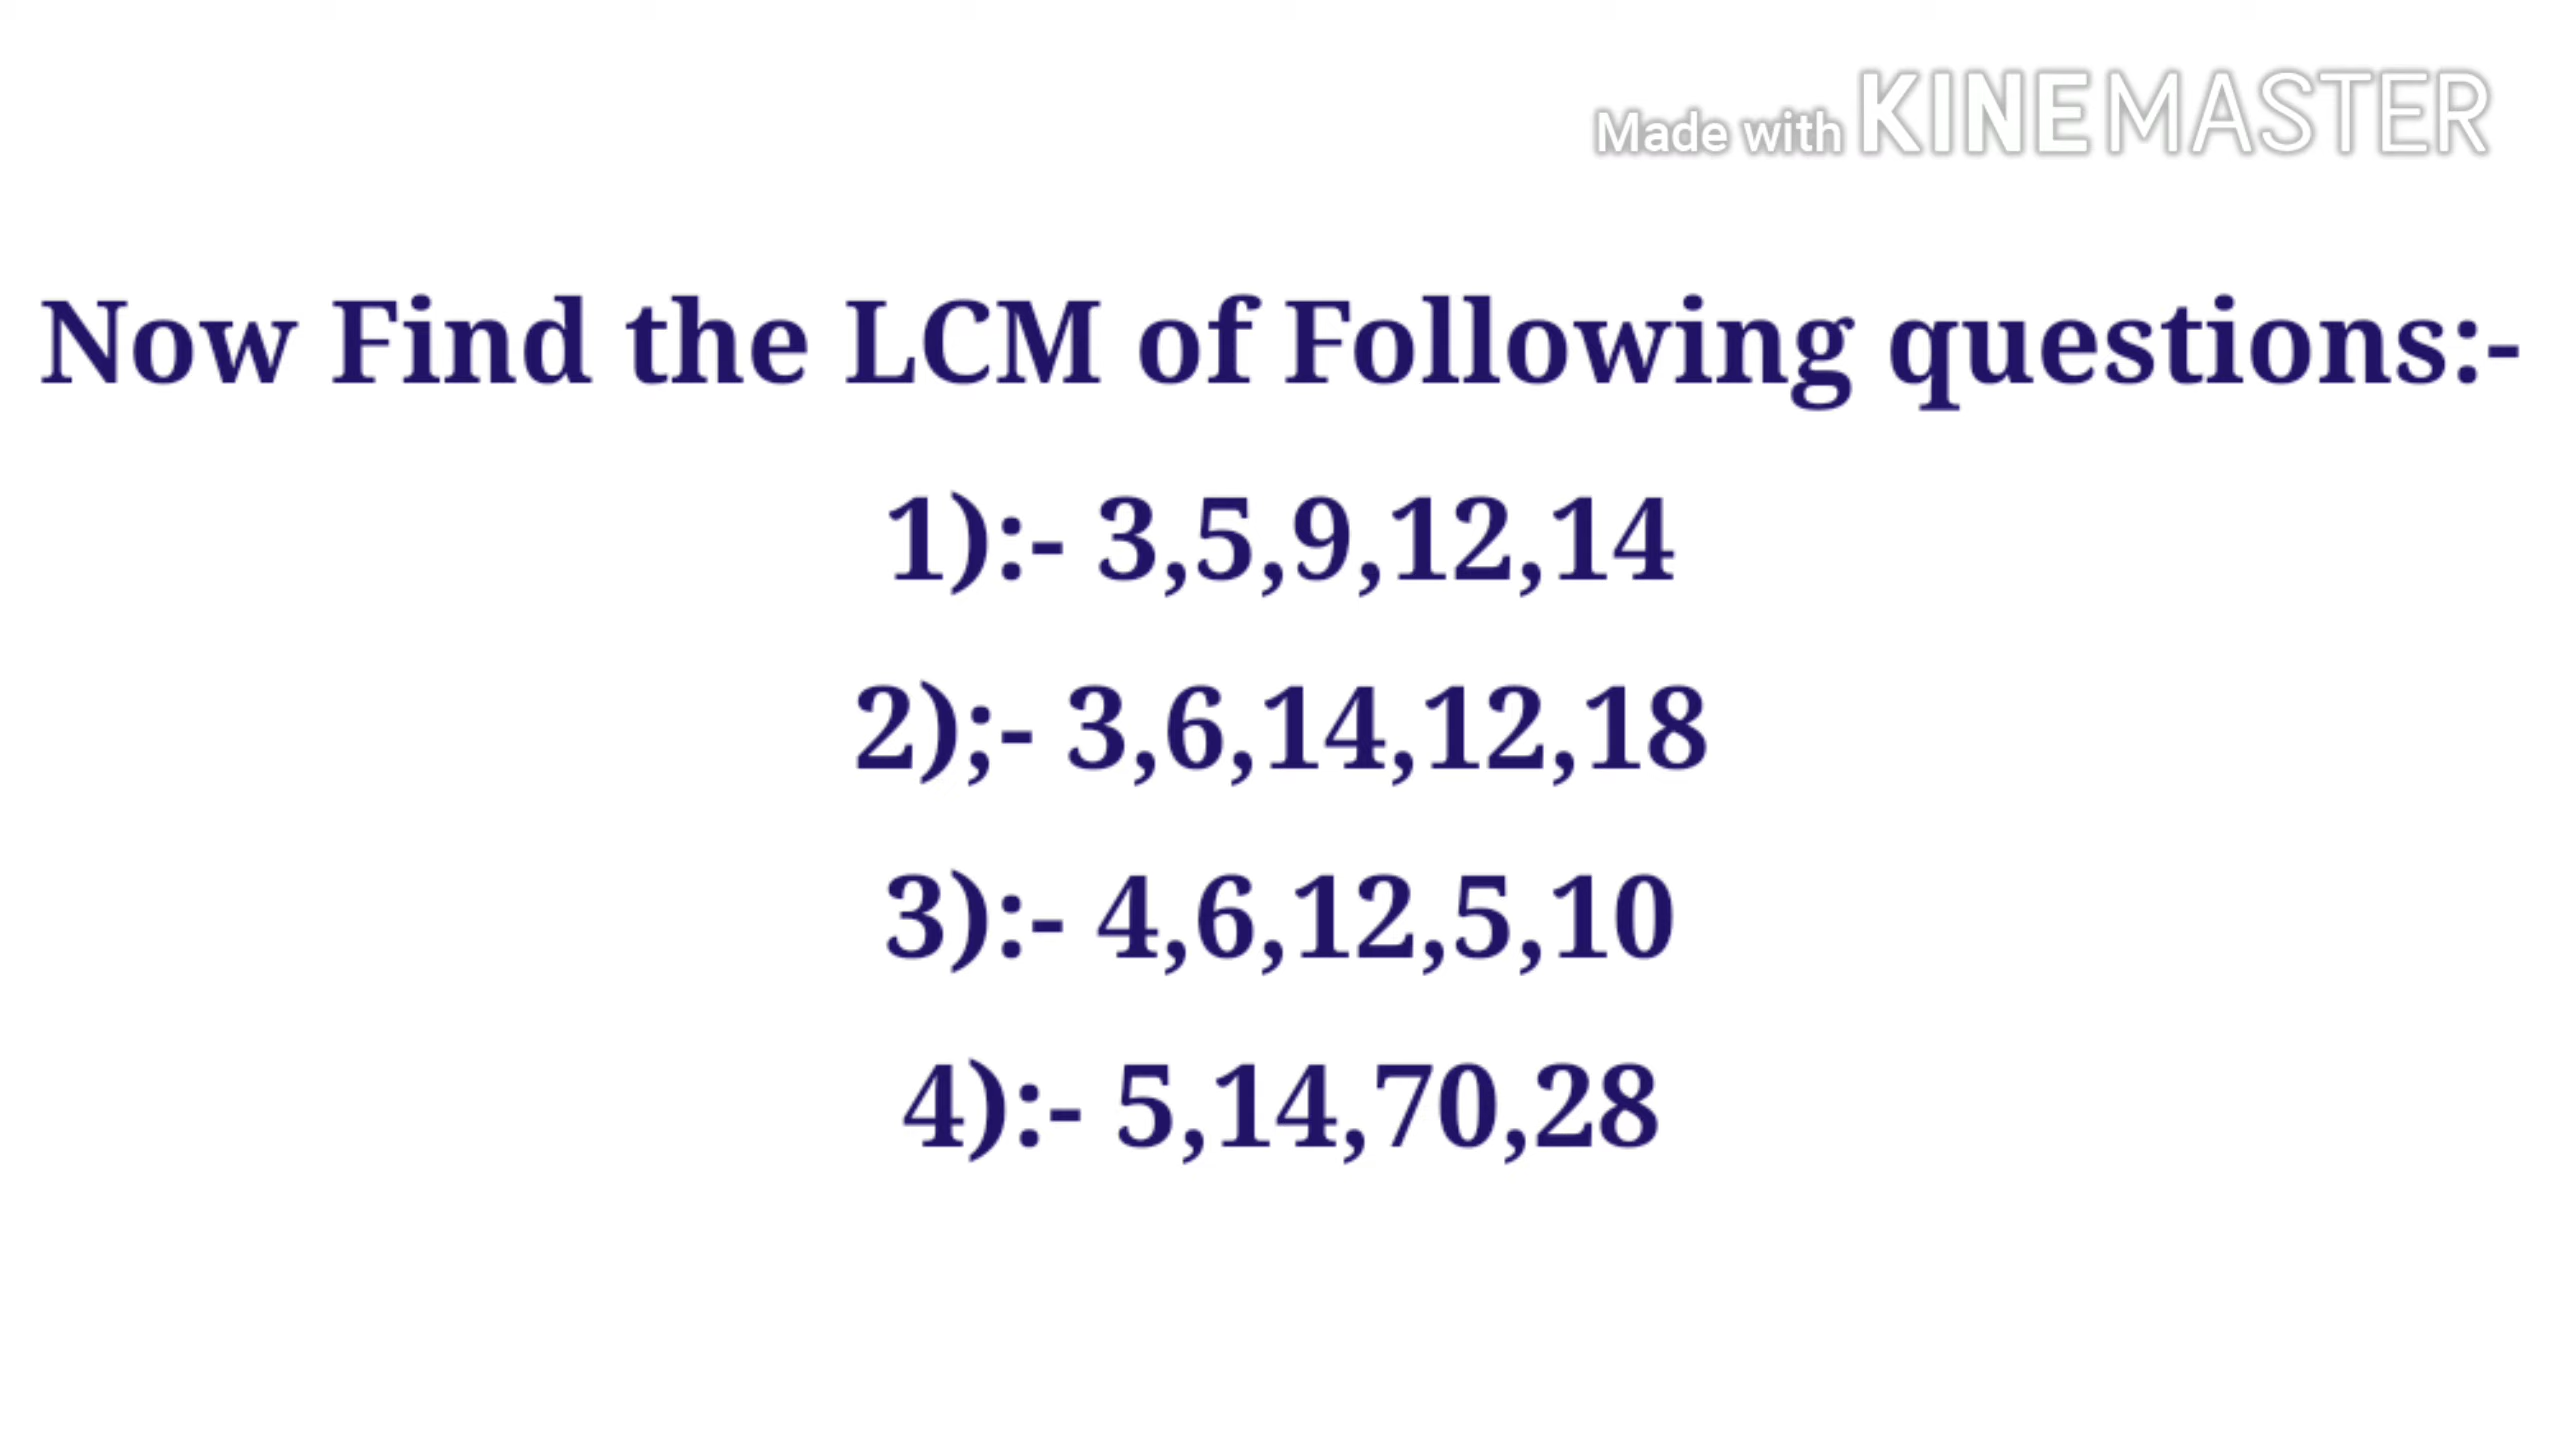 Made with KINEMASTER
Now Find the LCM of Following questions:-
1):- 3,5,9,12,14
2);- 3,6,14,12,18
3):- 4,6,12,5,10
4):- 5,14,70,28